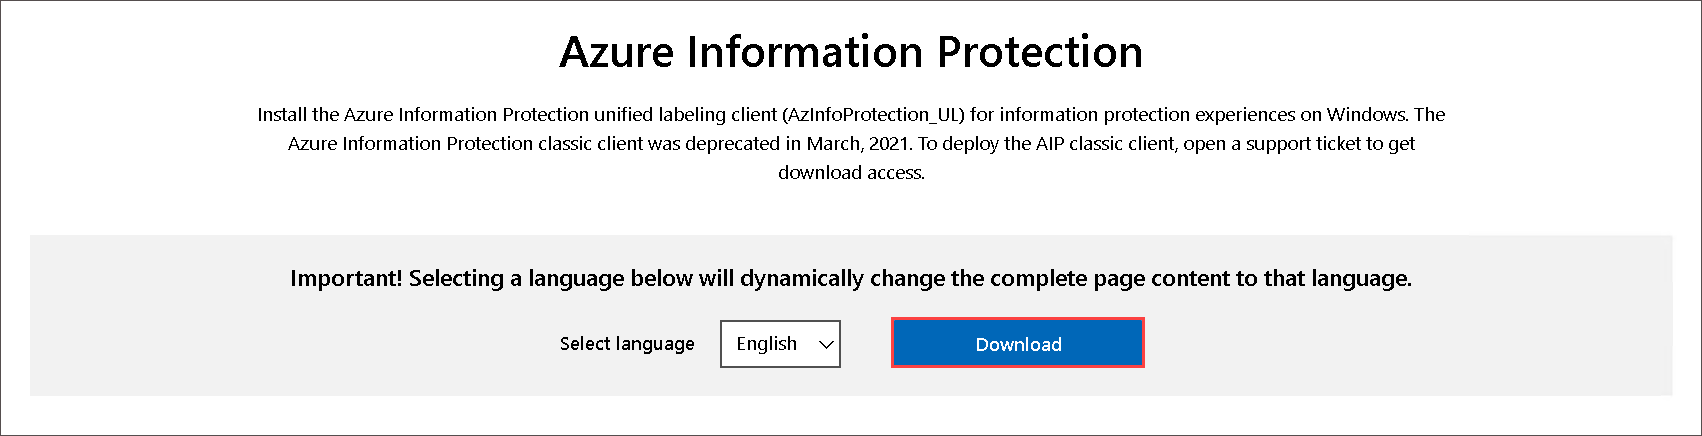 Azure Information Protection
Install the Azure Information Protection unified labeling client (AzInfoProtection_UL) for information protection experiences on Windows. The
Azure Information Protection classic client was deprecated in March, 2021. To deploy the AIP classic client, open a support ticket to get
download access.
Important! Selecting a language below will dynamically change the complete page content to that language.
Select language English Download